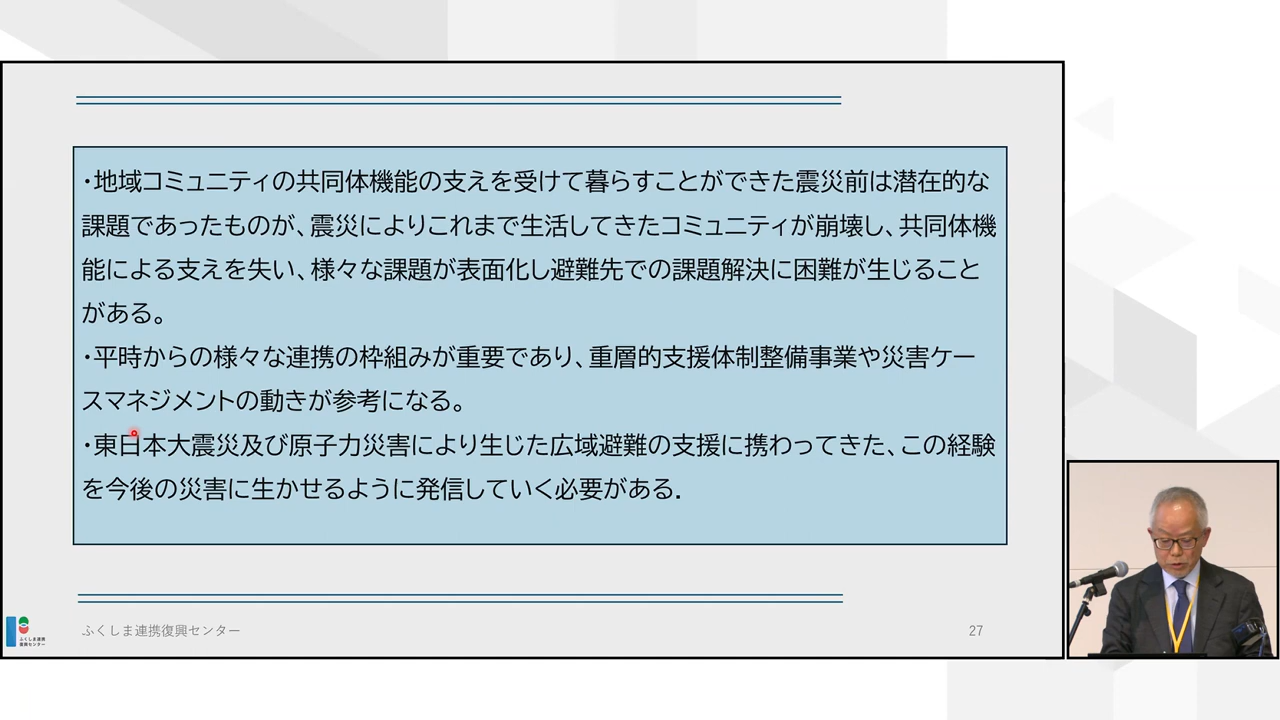 ・地域コミュニティの共同体機能の支えを受けて暮らすことができた震災前は潜在的な
課題であったものが、震災によりこれまで生活してきたコミュニティが崩壊し、共同体機
能による支えを失い、様々な課題が表面化し避難先での課題解決に困難が生じること
がある。
・平時からの様々な連携の枠組みが重要であり、重層的支援体制整備事業や災害ケー
スマネジメントの動きが参考になる。
・東日本大震災及び原子力災害により生じた広域避難の支援に携わってきた、この経験
を今後の災害に生かせるように発信していく必要がある.
ふくしま連携
復興センター
ふくしま連携復興センター
27